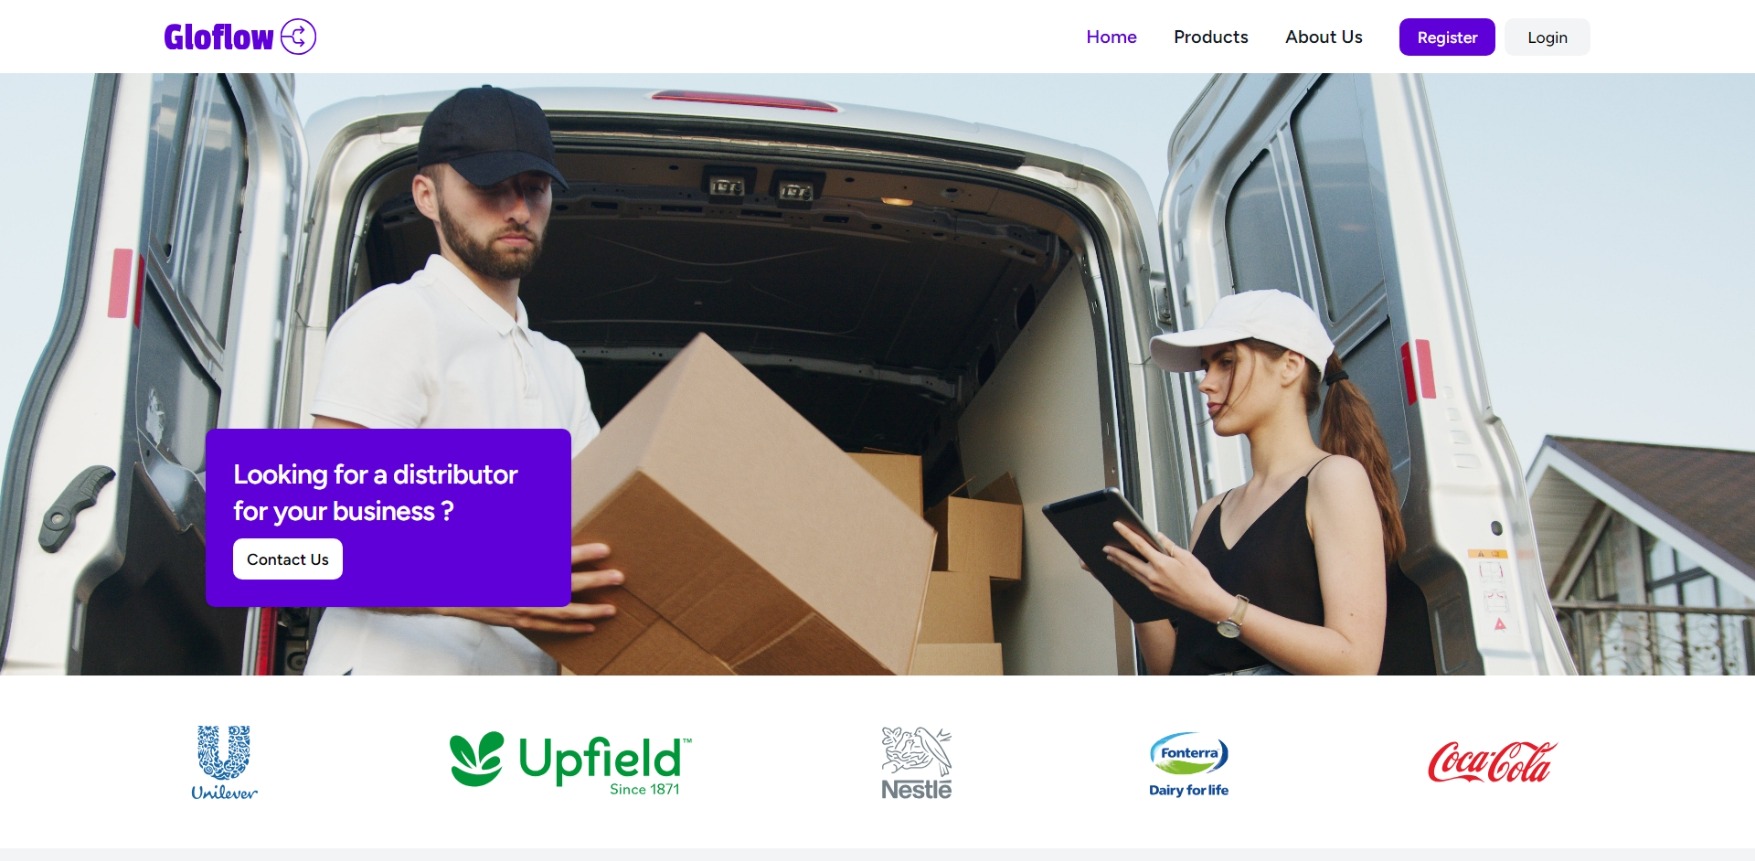 Gloflow
Home Products About Us Register Login
Looking for a distributor
for your business ?
Contact Us
Unilever
Upfield™
Since 1871
Nestlē
Fonterra
Dairy for life
Coca-Cola